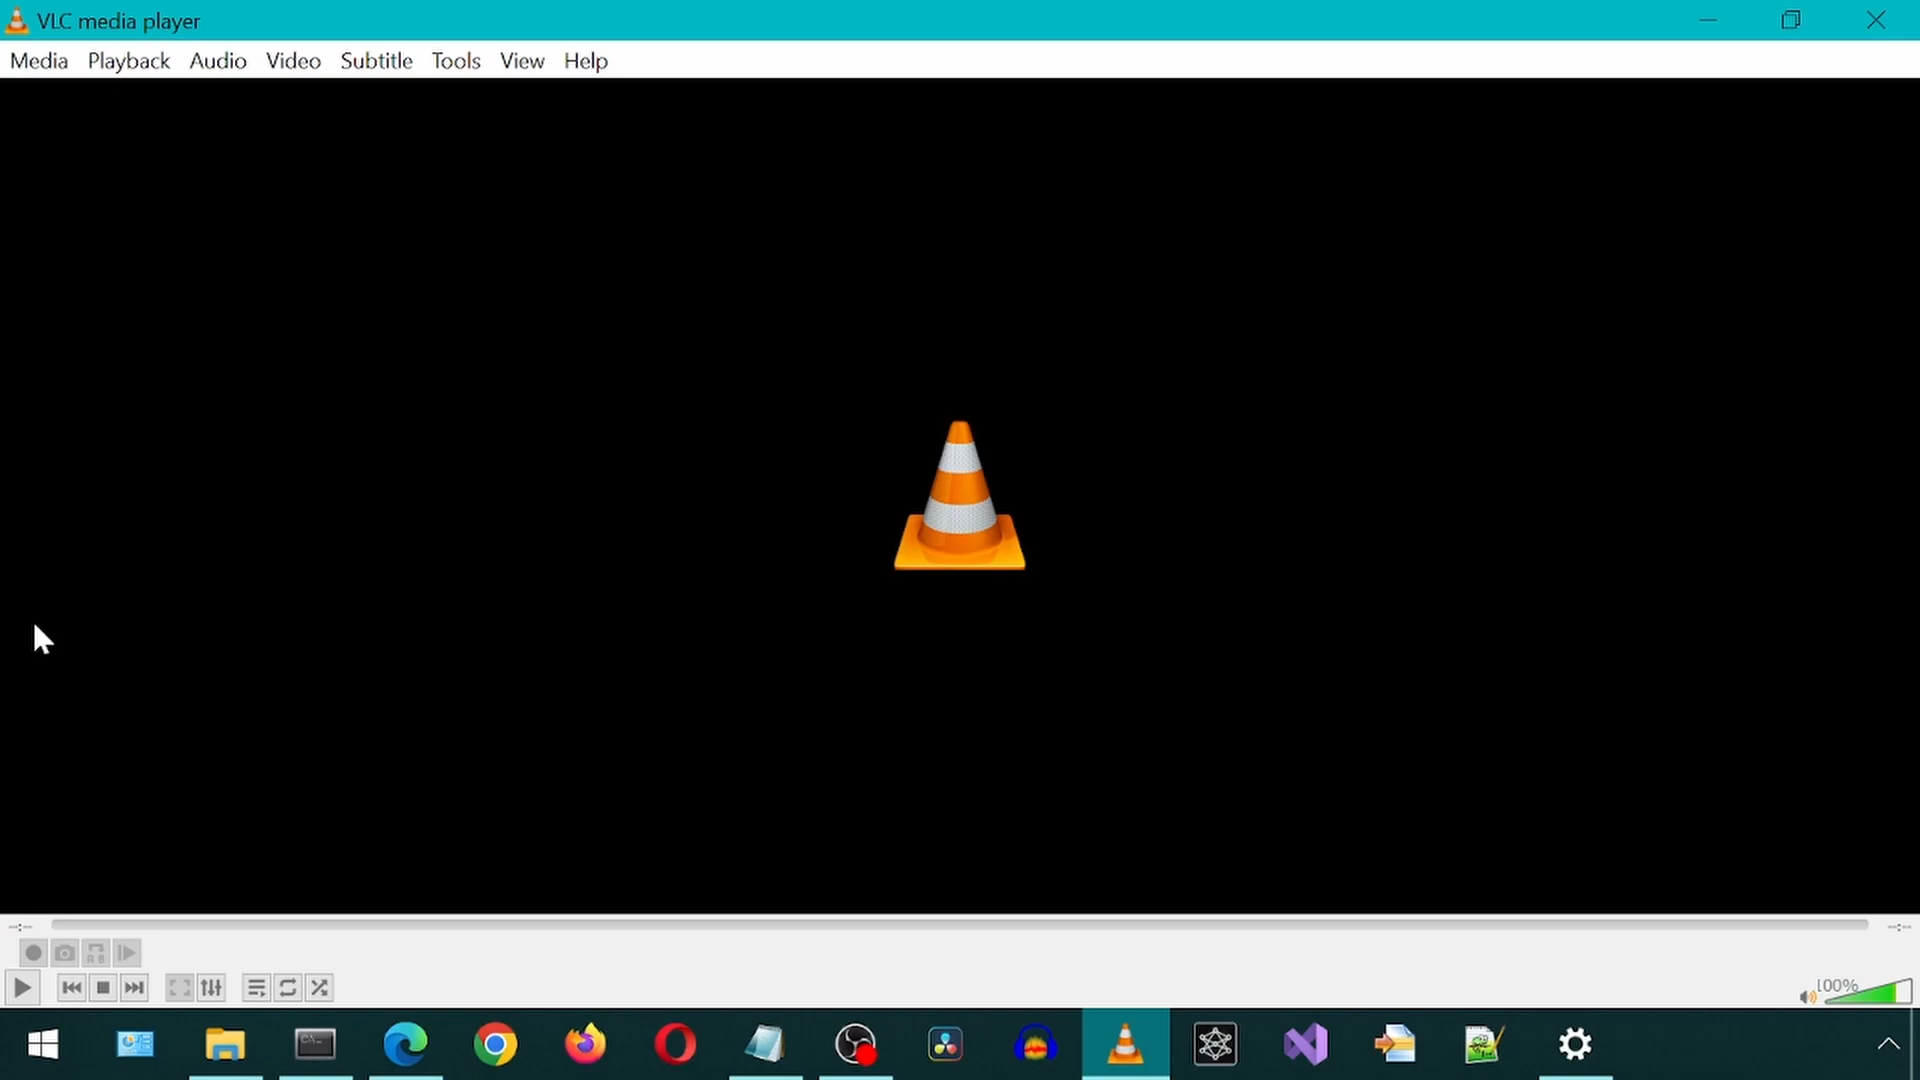 VLC media player
Media Playback Audio Video Subtitle Tools View Help
--:-- --:--
A B
100%
C:\_